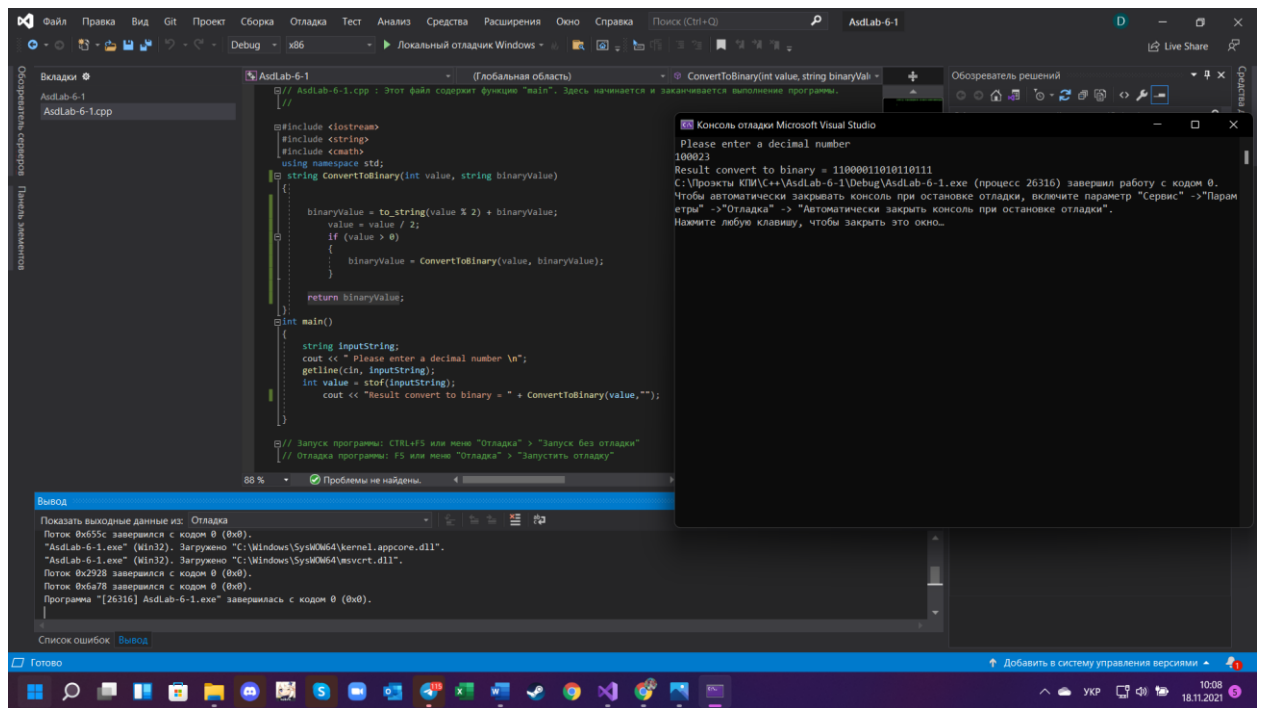 Файл Правка Вид Git Проект Сборка Отладка Тест Анализ Средства Расширения Окно Справка Поиск (Ctrl+Q) AsdLab-6-1 D
Debug x86 Локальный отладчик Windows Live Share
Обозреватель серверов
Панель элементов
Вкладки
AsdLab-6-1
AsdLab-6-1.cpp
AsdLab-6-1 (Глобальная область) ConvertToBinary(int value, string binaryVal
// AsdLab-6-1.cpp : Этот файл содержит функцию "main". Здесь начинается и заканчивается выполнение программы.
//
#include <iostream>
#include <string>
#include <cmath>
using namespace std;
string ConvertToBinary(int value, string binaryValue)
{
binaryValue = to_string(value % 2) + binaryValue;
value = value / 2;
if (value > 0)
{
binaryValue = ConvertToBinary(value, binaryValue);
}
return binaryValue;
}
int main()
{
string inputString;
cout << " Please enter a decimal number \n";
getline(cin, inputString);
int value = stof(inputString);
cout << "Result convert to binary = " + ConvertToBinary(value,"");
}
// Запуск программы: CTRL+F5 или меню "Отладка" > "Запуск без отладки"
// Отладка программы: F5 или меню "Отладка" > "Запустить отладку"
88 % Проблемы не найдены.
Обозреватель решений
Средства
Консоль отладки Microsoft Visual Studio
Please enter a decimal number
100023
Result convert to binary = 11000011010110111
C:\Проэкты КПИ\C++\AsdLab-6-1\Debug\AsdLab-6-1.exe (процесс 26316) завершил работу с кодом 0.
Чтобы автоматически закрывать консоль при остановке отладки, включите параметр "Сервис" ->"Парам
етры" ->"Отладка" -> "Автоматически закрыть консоль при остановке отладки".
Нажмите любую клавишу, чтобы закрыть это окно…
Вывод
Показать выходные данные из: Отладка
Поток 0x655c завершился с кодом 0 (0x0).
"AsdLab-6-1.exe" (Win32). Загружено "C:\Windows\SysWOW64\kernel.appcore.dll".
"AsdLab-6-1.exe" (Win32). Загружено "C:\Windows\SysWOW64\msvcrt.dll".
Поток 0x2928 завершился с кодом 0 (0x0).
Поток 0x6a78 завершился с кодом 0 (0x0).
Программа "[26316] AsdLab-6-1.exe" завершилась с кодом 0 (0x0).
Список ошибок Вывод
Готово Добавить в систему управления версиями 1
115 УКР 10:08 5
18.11.2021